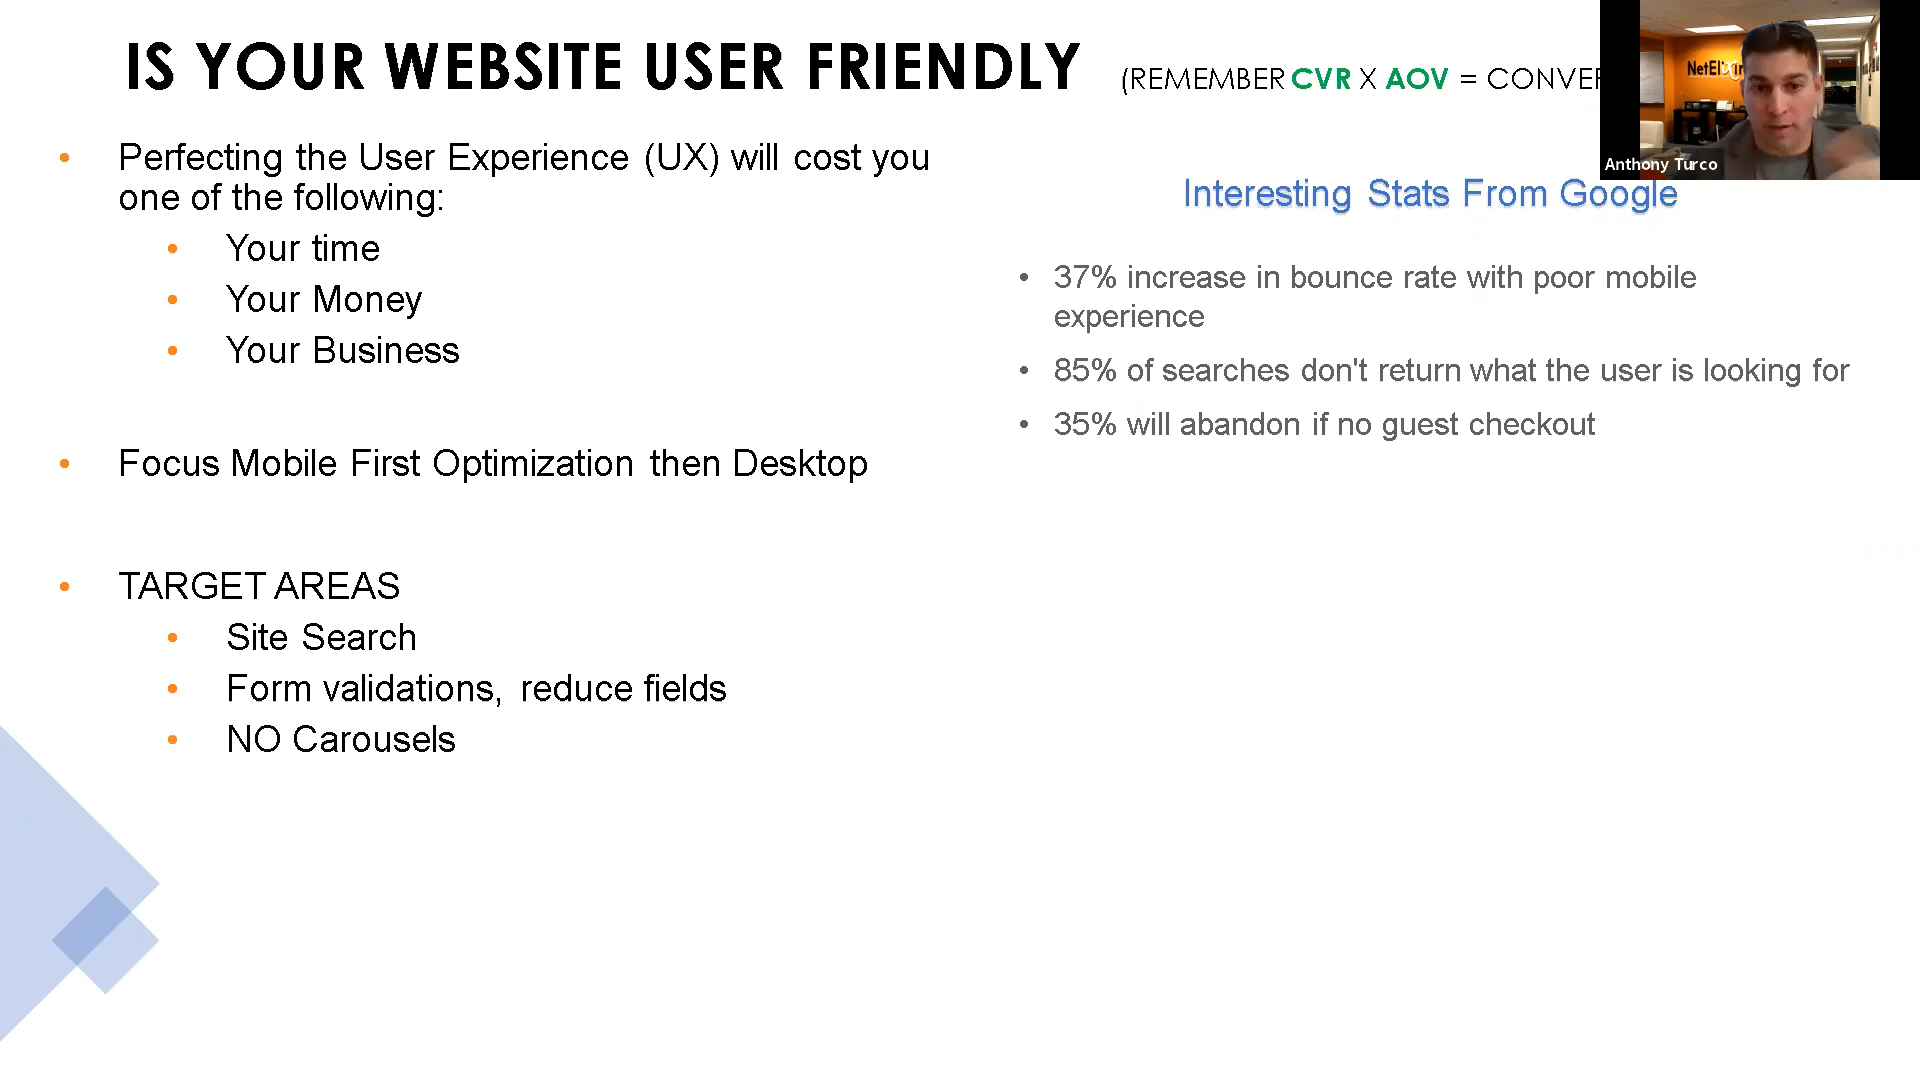 IS YOUR WEBSITE USER FRIENDLY (REMEMBER CVR X AOV = 
Perfecting the User Experience (UX) will cost you
one of the following:
Your time
Your Money
Your Business
Focus Mobile First Optimization then Desktop
TARGET AREAS
Site Search
Form validations, reduce fields
NO Carousels
Anthony Turco
Interesting Stats From Google
37% increase in bounce rate with poor mobile
experience
85% of searches don't return what the user is looking for
35% will abandon if no guest checkout